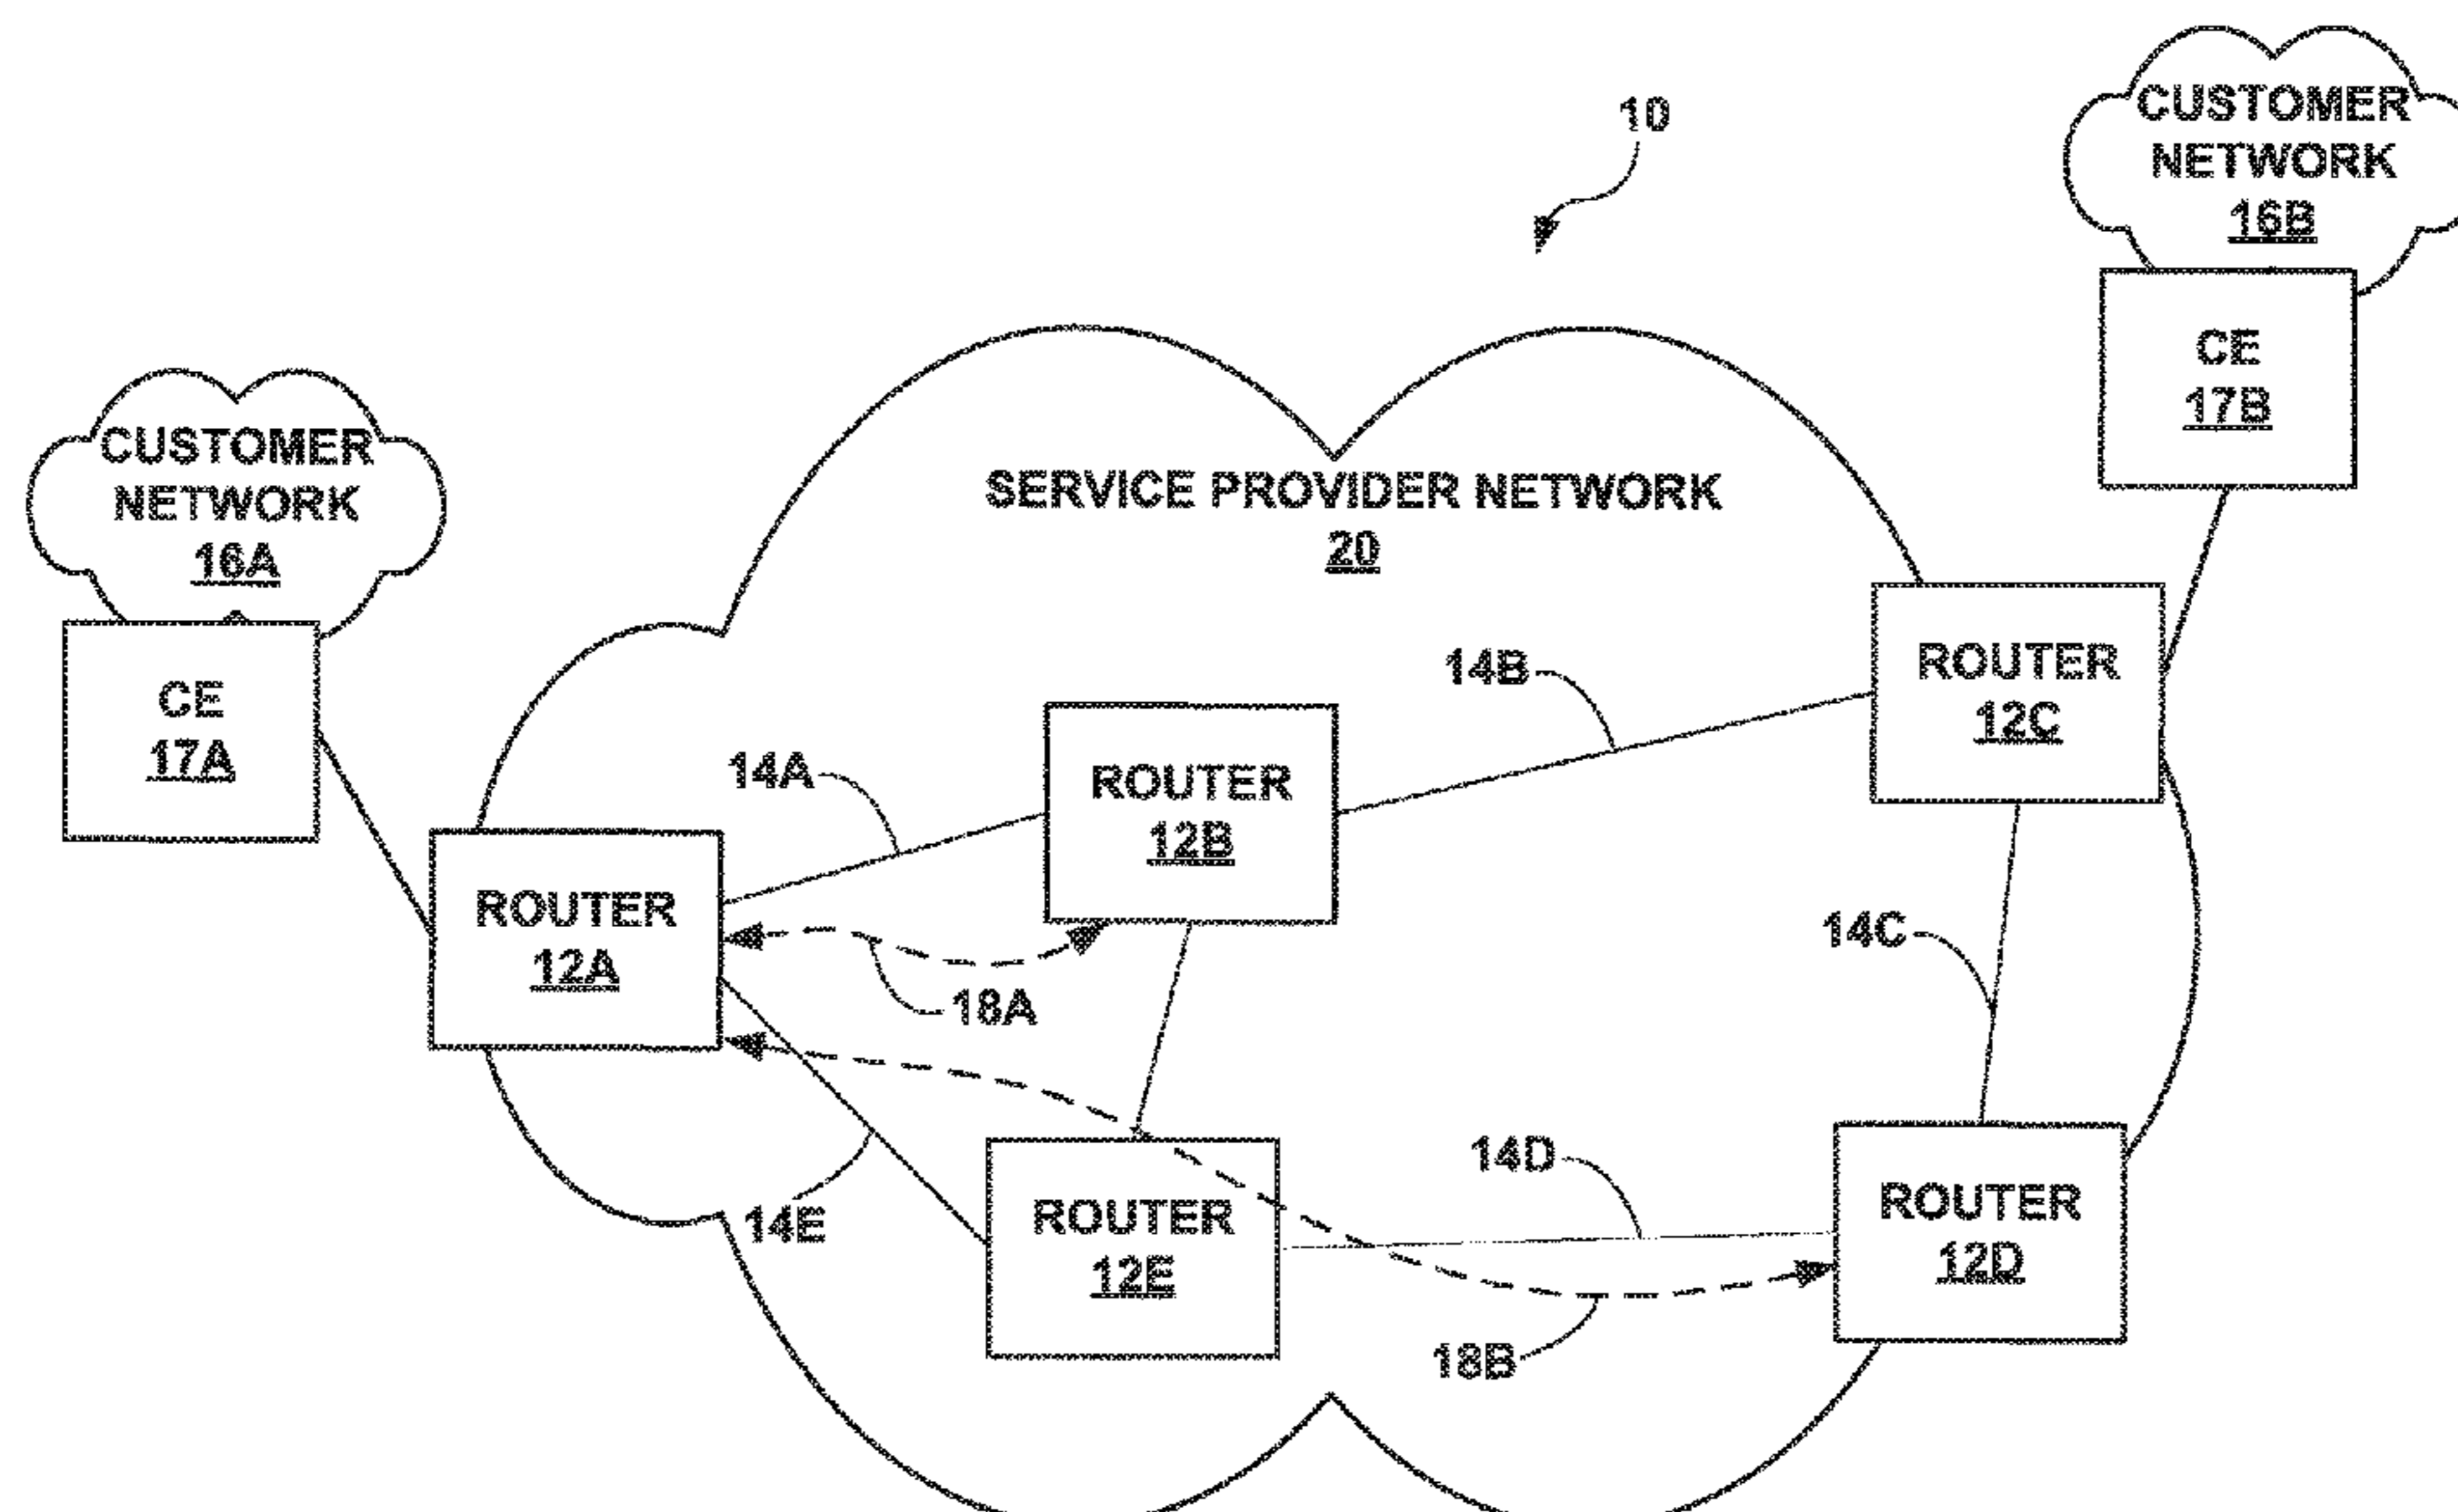 10
CUSTOMER
NETWORK
16B
CE
17B
CUSTOMER
NETWORK
16A
CE
17A
SERVICE PROVIDER NETWORK
20
ROUTER
12C
14B
14A
ROUTER
12B
ROUTER
12A
14C
18A
14D
14E
ROUTER
12E
ROUTER
12D
18B